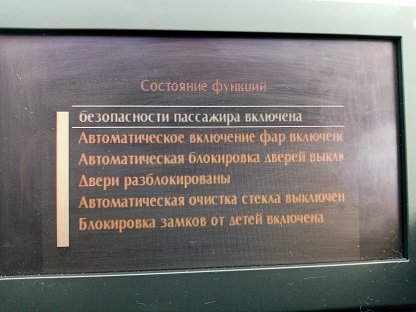 Состояние функций
безопасности пассажира включена
Автоматическое включение фар включено
Автоматическая блокировка дверей выкл
Двери разблокированы
Автоматическая очистка стекла выключен
Блокировка замков от детей включена